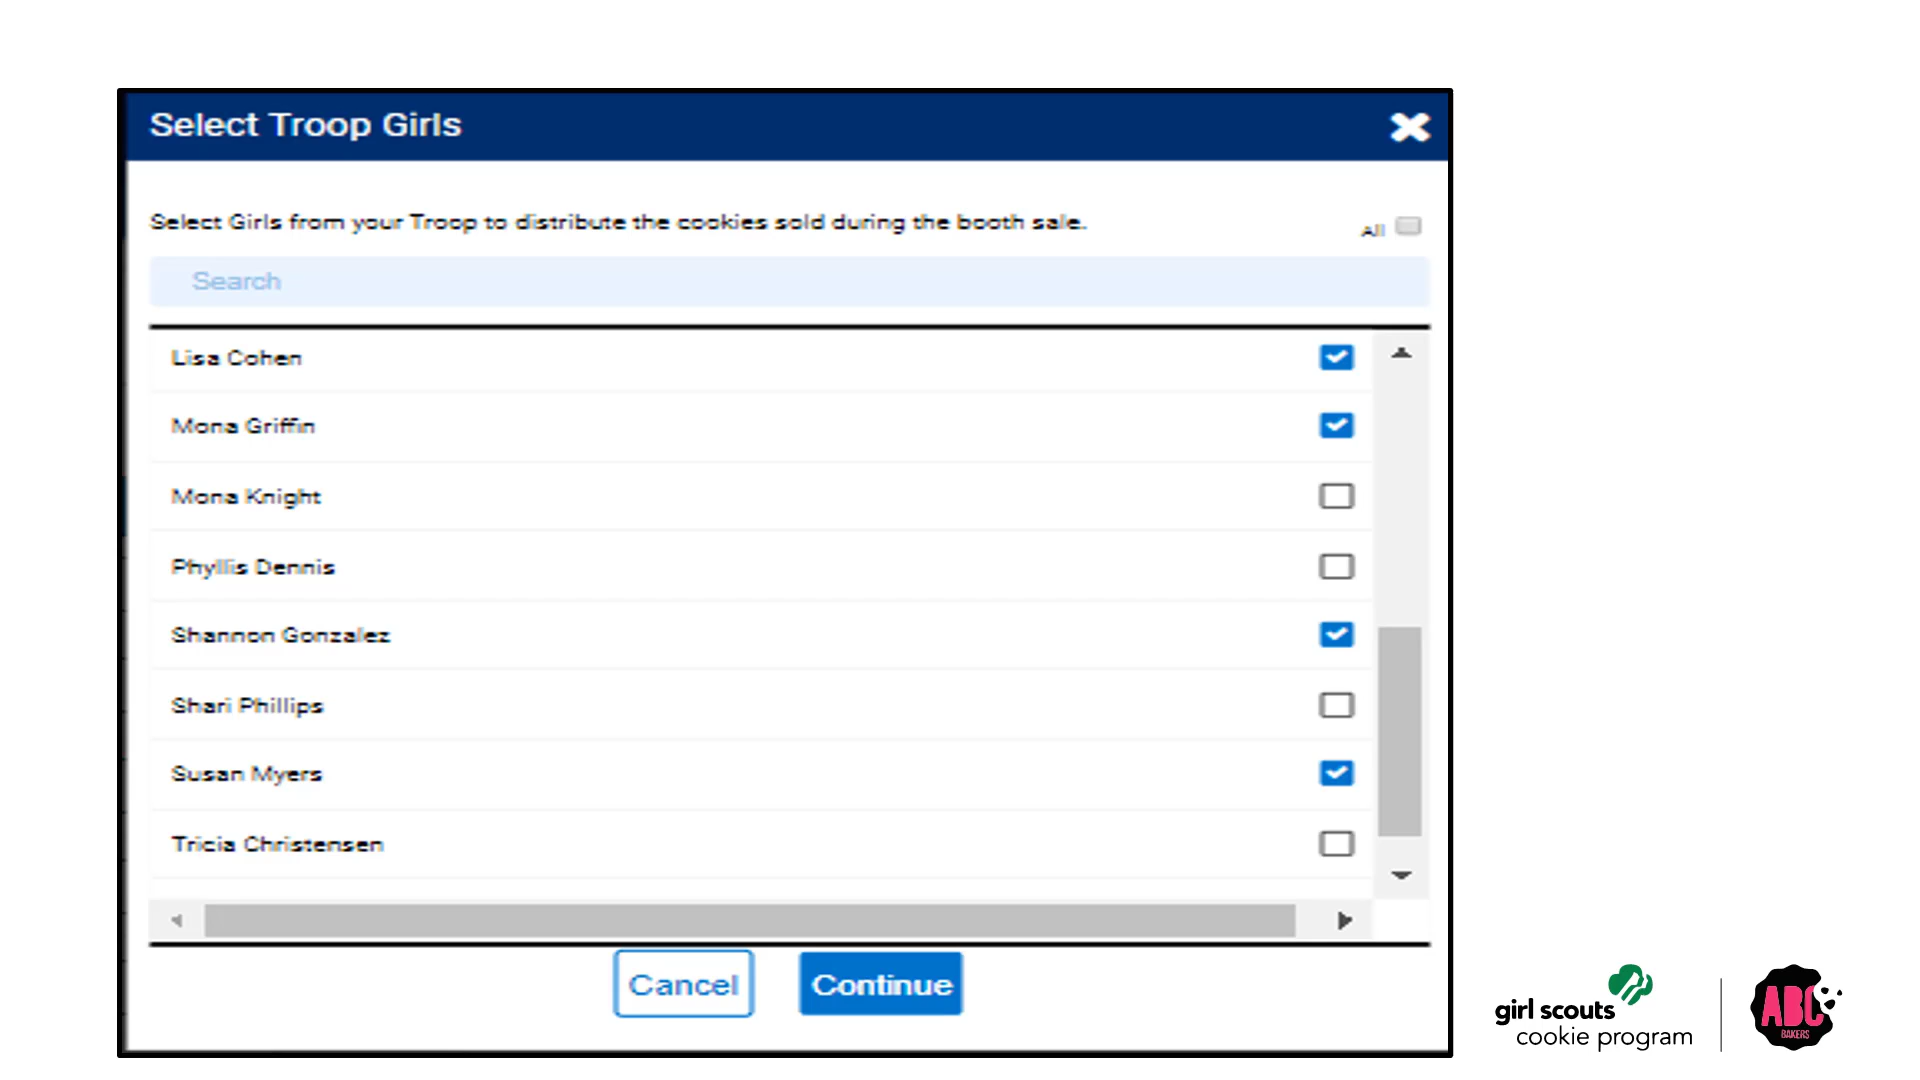 Select Troop Girls
Select Girls from your Troop to distribute the cookies sold during the booth sale.
All
Search
Lisa Cohen
Mona Griffin
Mona Knight
Phyllis Dennis
Shannon Gonzalez
Shari Phillips
Susan Myers
Tricia Christensen
Cancel
Continue
girl scouts
cookie program
ABC
BAKERS